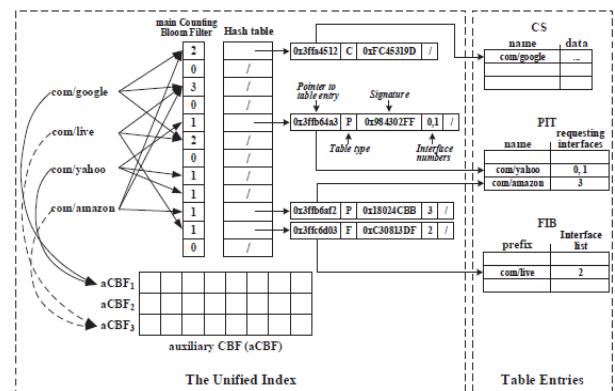 main Counting
Bloom Filter
Hash table
CS
name data
com/google ...
2
0
3
0
1
2
0
1
1
1
1
0
/
/
/
/
/
/
/
/
0x3ffa4512 C 0xFC45319D /
Pointer to
table entry
Signature
0x3ffb64a3 P 0x984302FF 0,1 /
Table type
Interface
numbers
0x3ffb6af2 P 0x18024CBB 3 /
0x3ffc6d03 F 0xC30813DF 2 /
com/google
com/live
com/yahoo
com/amazon
PIT
name requesting
interfaces
com/yahoo 0, 1
com/amazon 3
FIB
prefix Interface
list
com/live 2
aCBF1
aCBF2
aCBF3
auxiliary CBF (aCBF)
The Unified Index
Table Entries